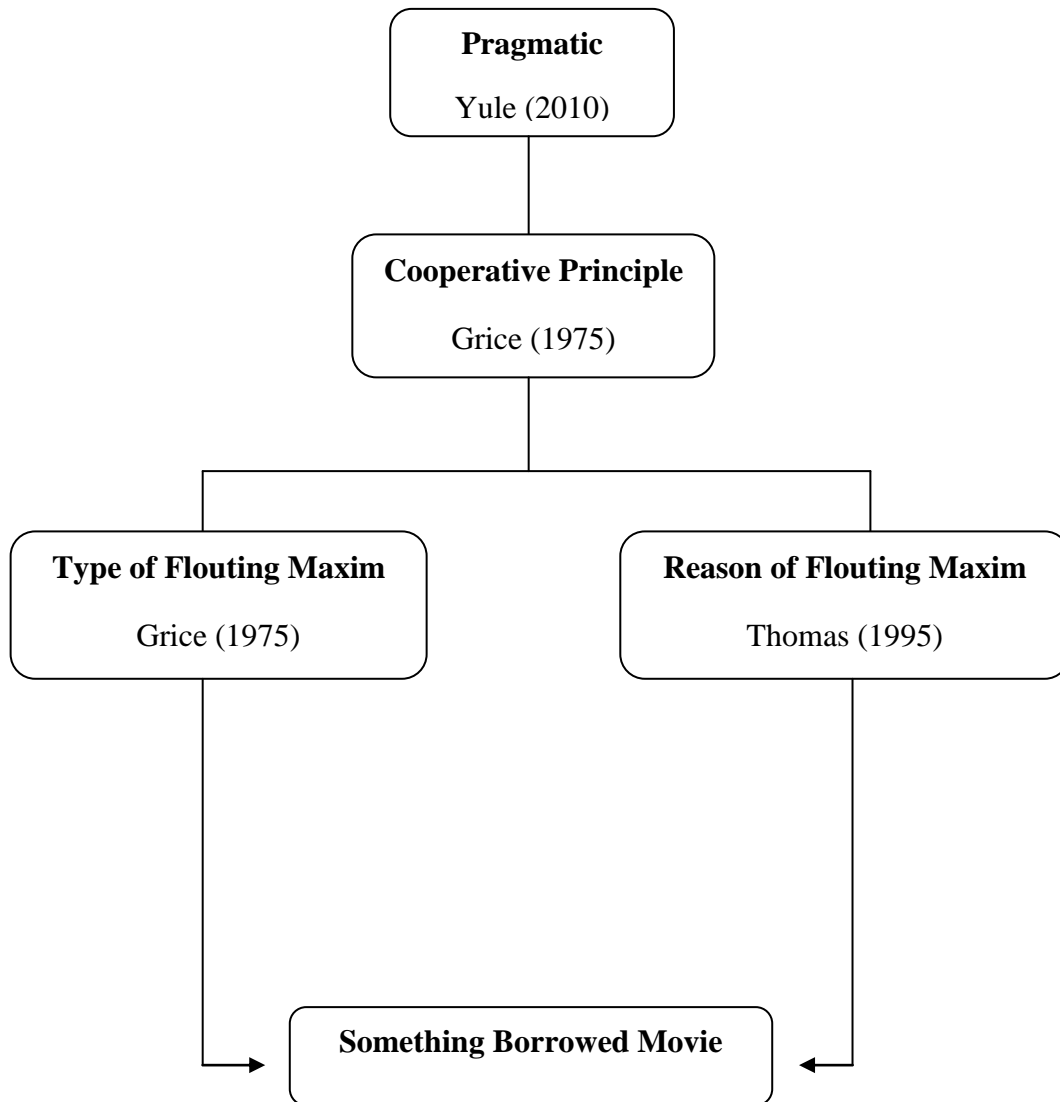 Pragmatic
Yule (2010)
Cooperative Principle
Grice (1975)
Type of Flouting Maxim
Grice (1975)
Reason of Flouting Maxim
Thomas (1995)
Something Borrowed Movie